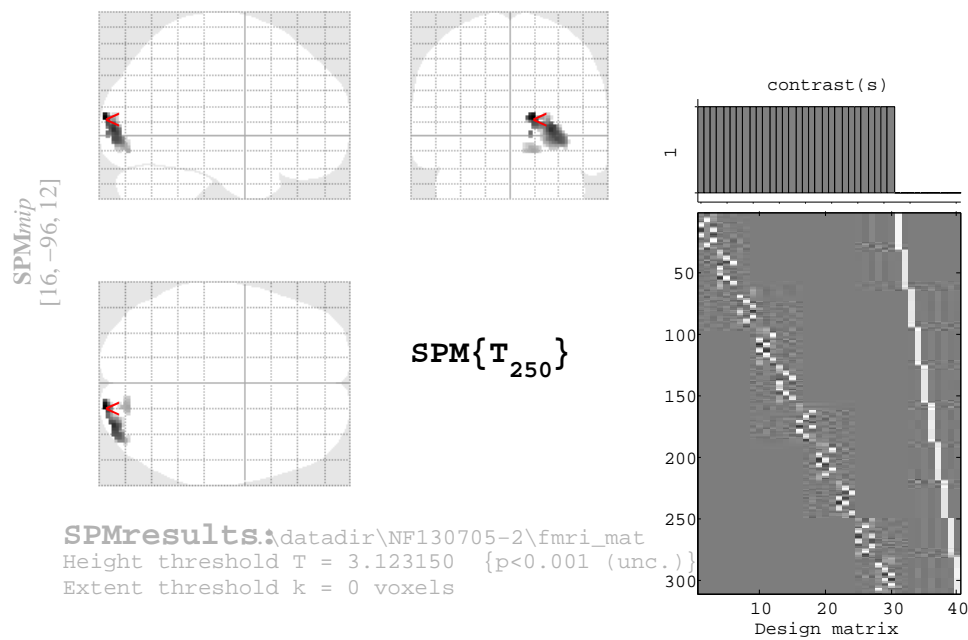 SPMmip
[16, −96, 12]
<
<
<
SPM{T250}
SPMresults:.\datadir\NF130705-2\fmri_mat
Height threshold T = 3.123150 {p<0.001 (unc.)}
Extent threshold k = 0 voxels
contrast(s)
1
50
100
150
200
250
300
10 20 30 40
Design matrix